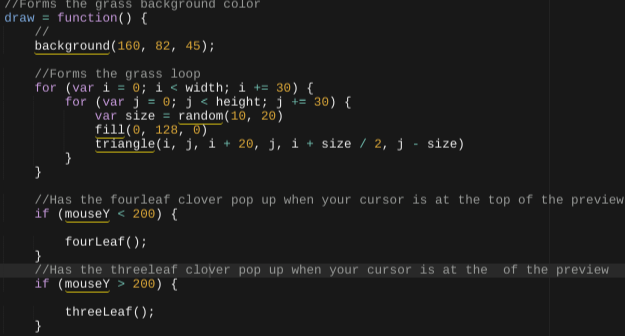 //Forms the grass background color
draw = function() {
//
background(160, 82, 45);
//Forms the grass loop
for (var i = 0; i < width; i += 30) {
for (var j = 0; j < height; j += 30) {
var size = random(10, 20)
fill(0, 128, 0)
triangle(i, j, i + 20, j, i + size / 2, j - size)
}
}
//Has the fourleaf clover pop up when your cursor is at the top of the preview
if (mouseY < 200) {
fourLeaf();
}
//Has the threeleaf clover pop up when your cursor is at the  of the preview
if (mouseY > 200) {
threeLeaf();
}